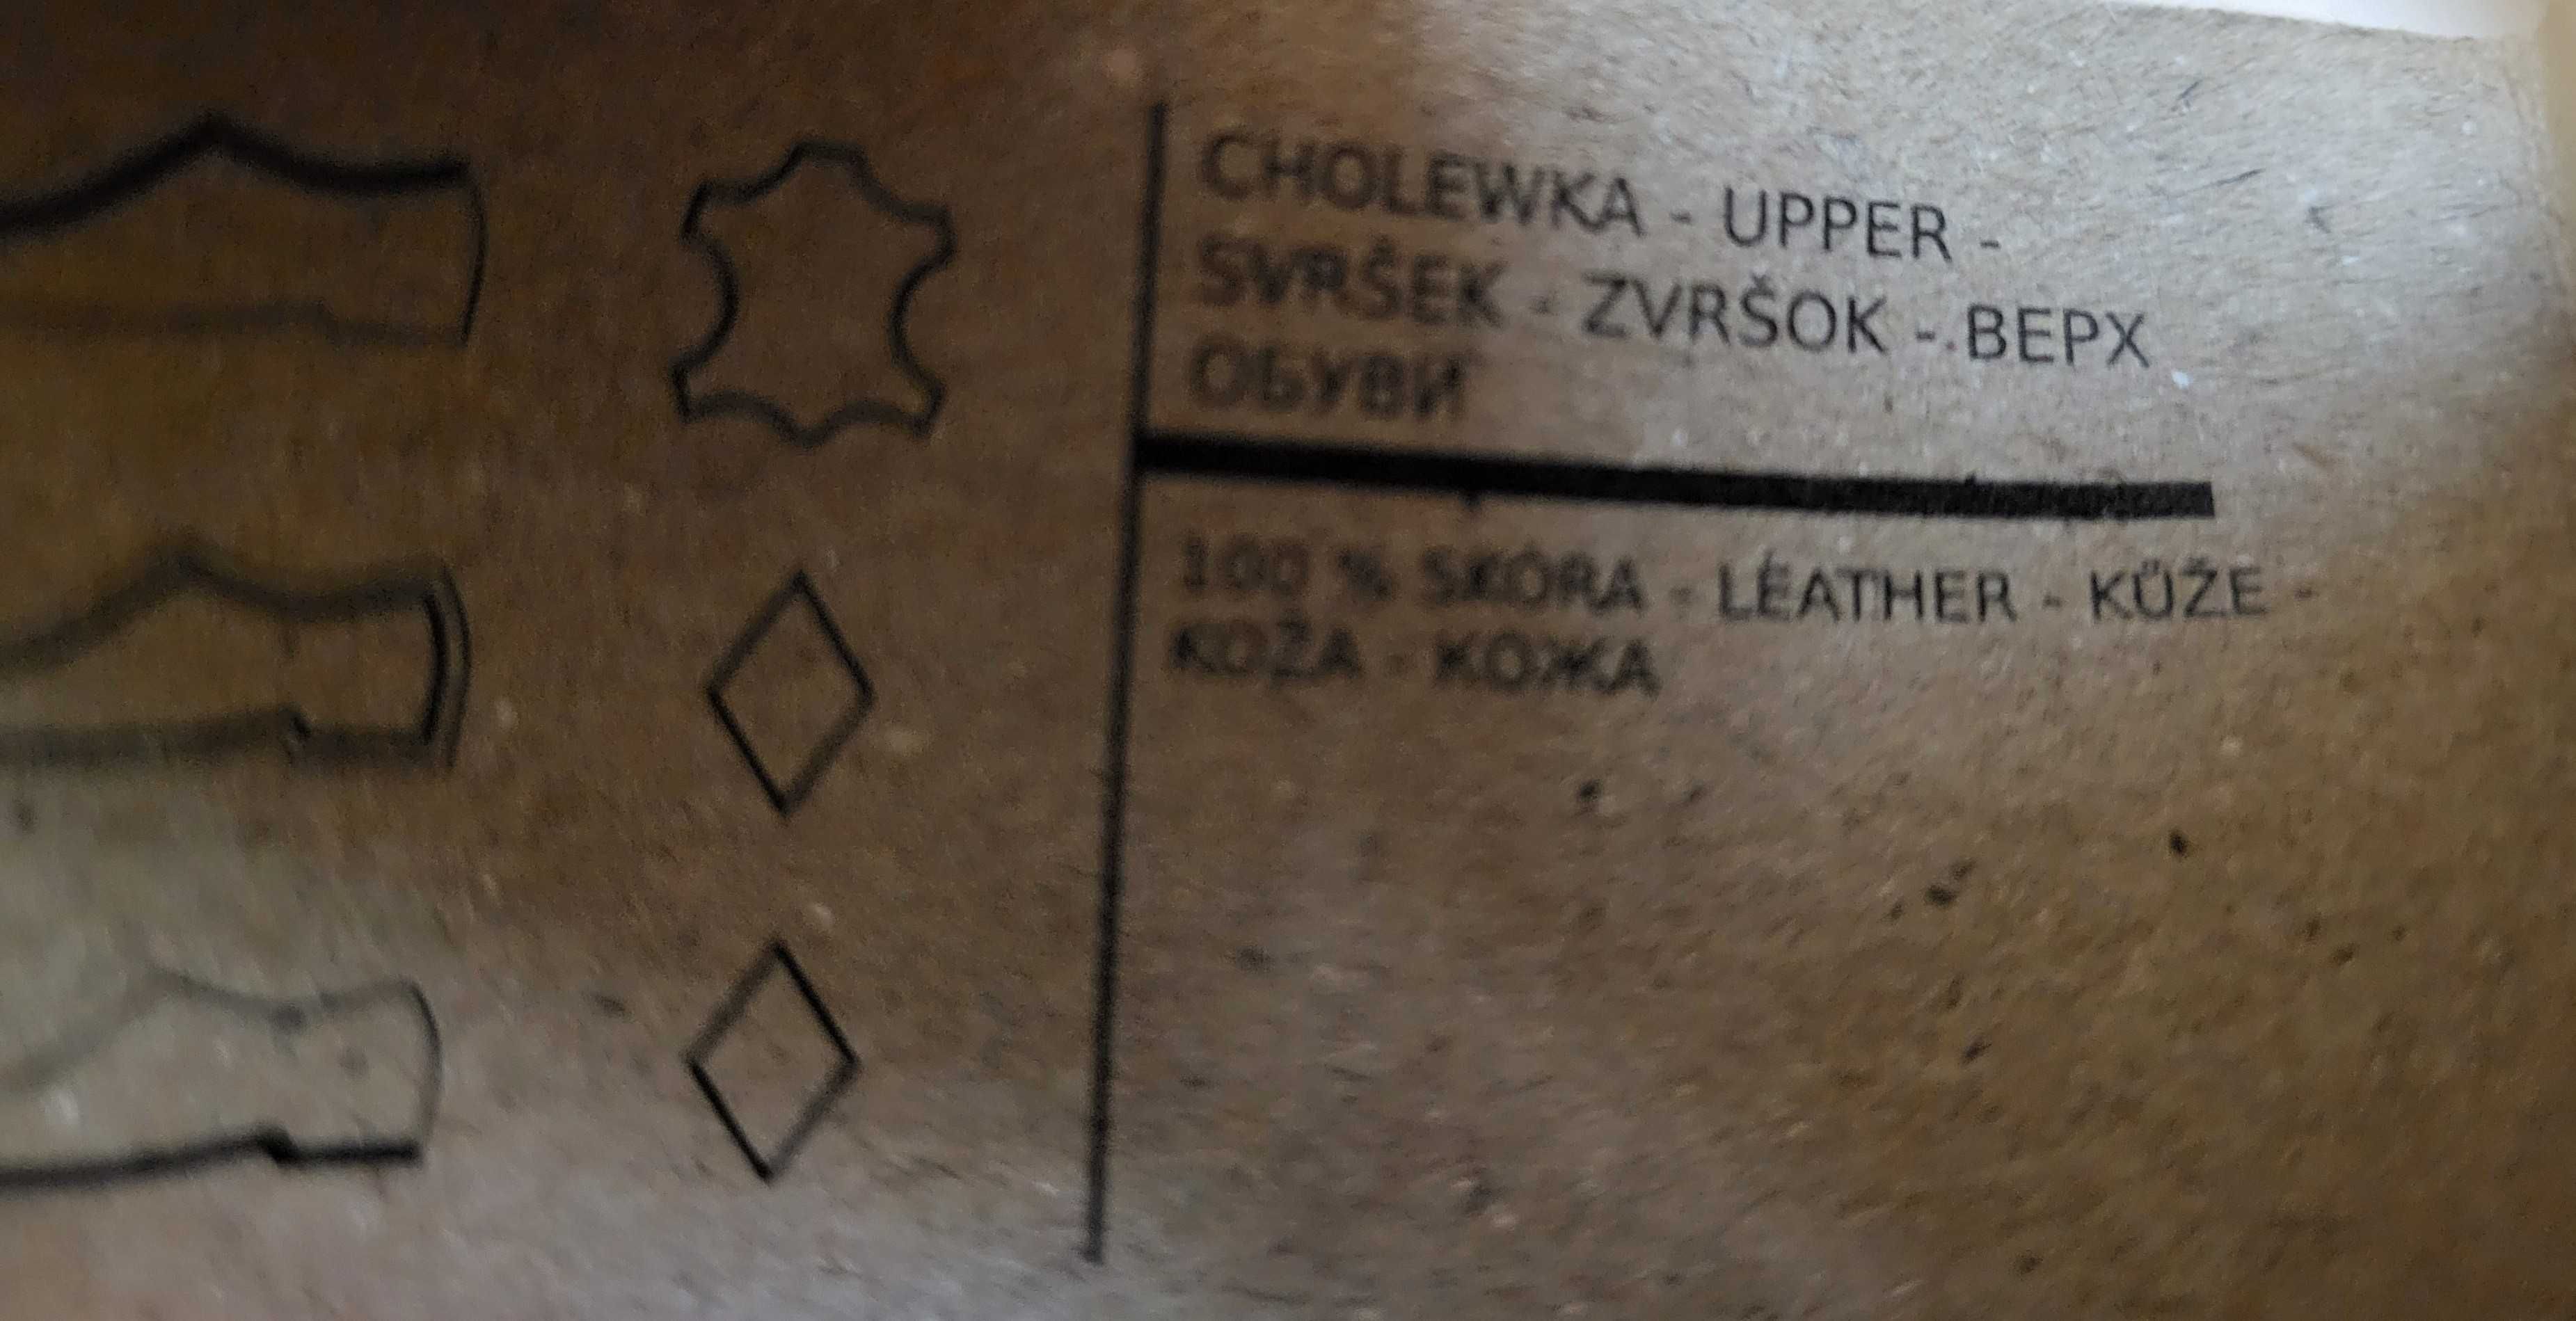 CHOLEWKA - UPPER -
SVRŠEK - ZVRŠOK - ВЕРХ
ОБУВИ
100 % SKÓRA - LEATHER - KŮŽE -
KOŽA - КОЖА